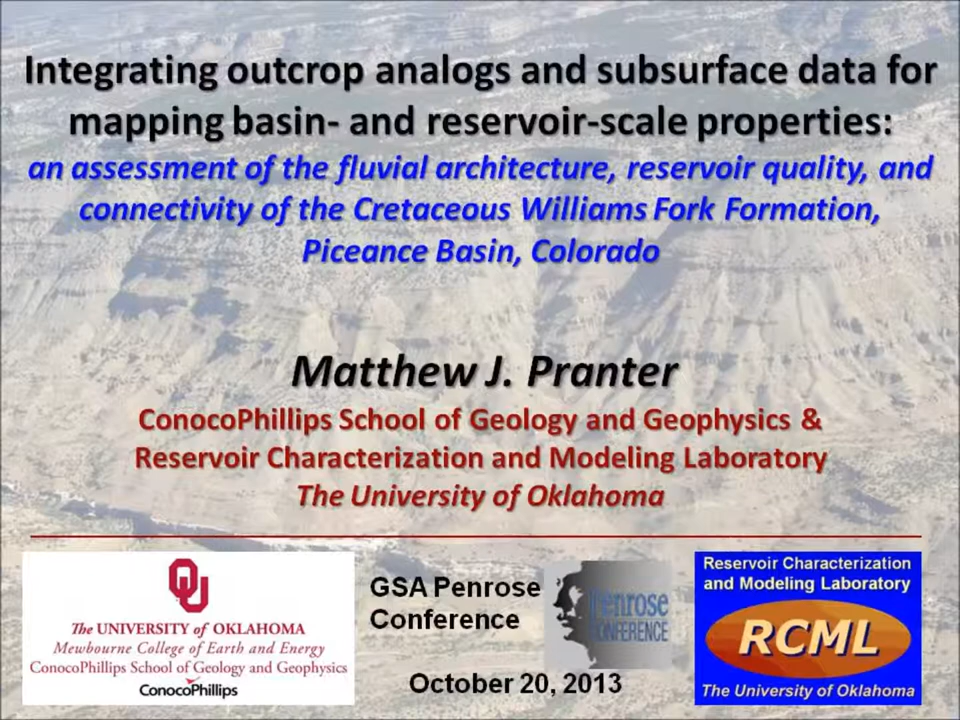 Integrating outcrop analogs and subsurface data for
mapping basin- and reservoir-scale properties:
an assessment of the fluvial architecture, reservoir quality, and
connectivity of the Cretaceous Williams Fork Formation,
Piceance Basin, Colorado
Matthew J. Pranter
ConocoPhillips School of Geology and Geophysics &
Reservoir Characterization and Modeling Laboratory
The University of Oklahoma
The UNIVERSITY of OKLAHOMA
Mewbourne College of Earth and Energy
ConocoPhillips School of Geology and Geophysics
ConocoPhillips
GSA Penrose
Conference
Penrose
CONFERENCE
October 20, 2013
Reservoir Characterization
and Modeling Laboratory
RCML
The University of Oklahoma